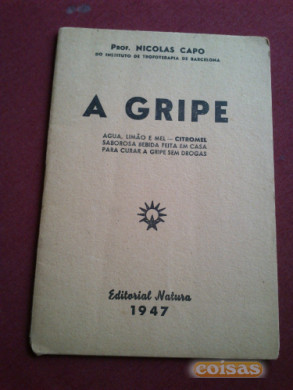 PROF. NICOLAS CAPO
DO INSTITUTO DE TROFOTERAPIA DE BARCELONA
A GRIPE
AGUA, LIMÃO E MEL — CITROMEL
SABOROSA BEBIDA FEITA EM CASA
PARA CURAR A GRIPE SEM DROGAS
Editorial Natura
1947
coisas